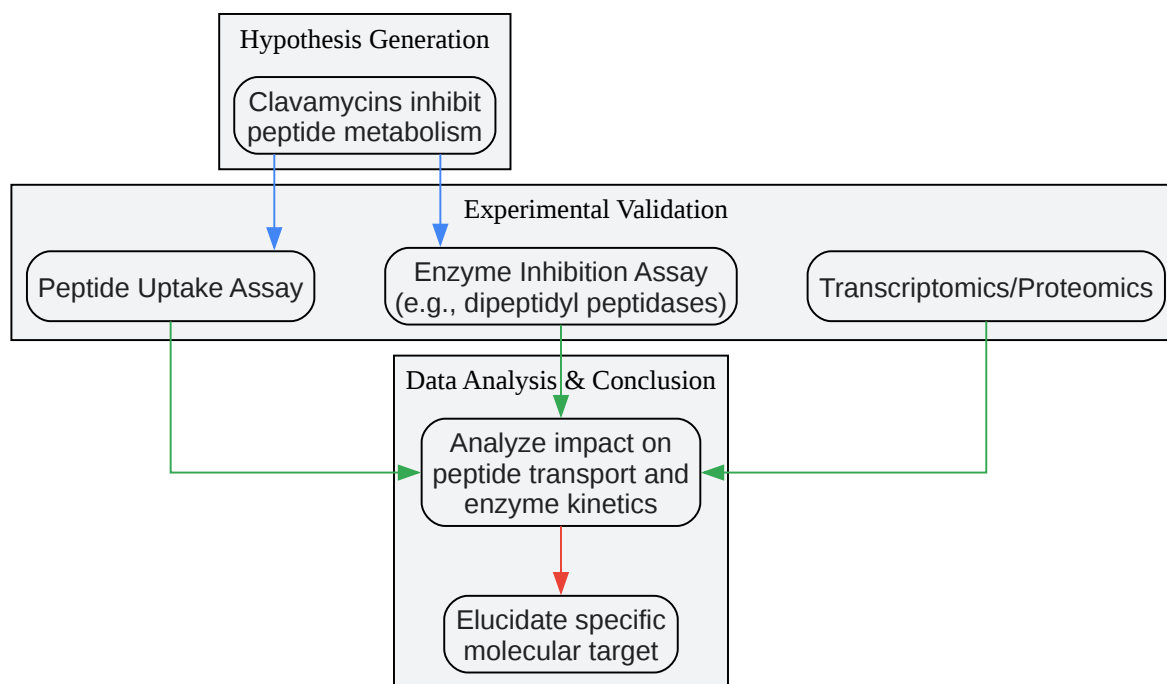 Hypothesis Generation
Clavamycins inhibit
peptide metabolism
Experimental Validation
Peptide Uptake Assay
Enzyme Inhibition Assay
(e.g., dipeptidyl peptidases)
Transcriptomics/Proteomics
Data Analysis & Conclusion
Analyze impact on
peptide transport and
enzyme kinetics
Elucidate specific
molecular target